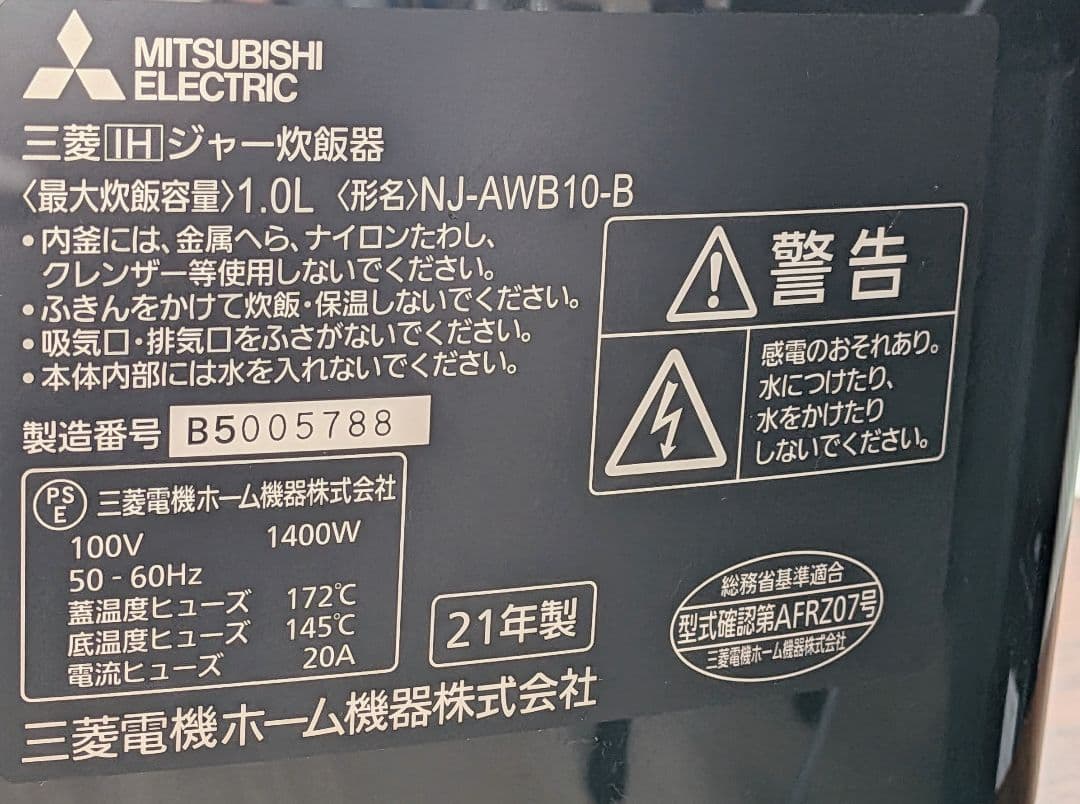 MITSUBISHI
ELECTRIC
三菱IHジャー炊飯器
〈最大炊飯容量〉1.0L 〈形名〉NJ-AWB10-B
•内釜には、金属へら、ナイロンたわし、
クレンザー等使用しないでください。
•ふきんをかけて炊飯・保温しないでください。
•吸気口・排気口をふさがないでください。
•本体内部には水を入れないでください。
製造番号 B5005788
警告
感電のおそれあり。
水につけたり、
水をかけたり
しないでください。
PS
E
三菱電機ホーム機器株式会社
100V 1400W
50-60Hz
蓋温度ヒューズ 172℃
底温度ヒューズ 145℃
電流ヒューズ 20A
21年製
総務省基準適合
型式確認第AFRZ07号
三菱電機ホーム機器株式会社
三菱電機ホーム機器株式会社